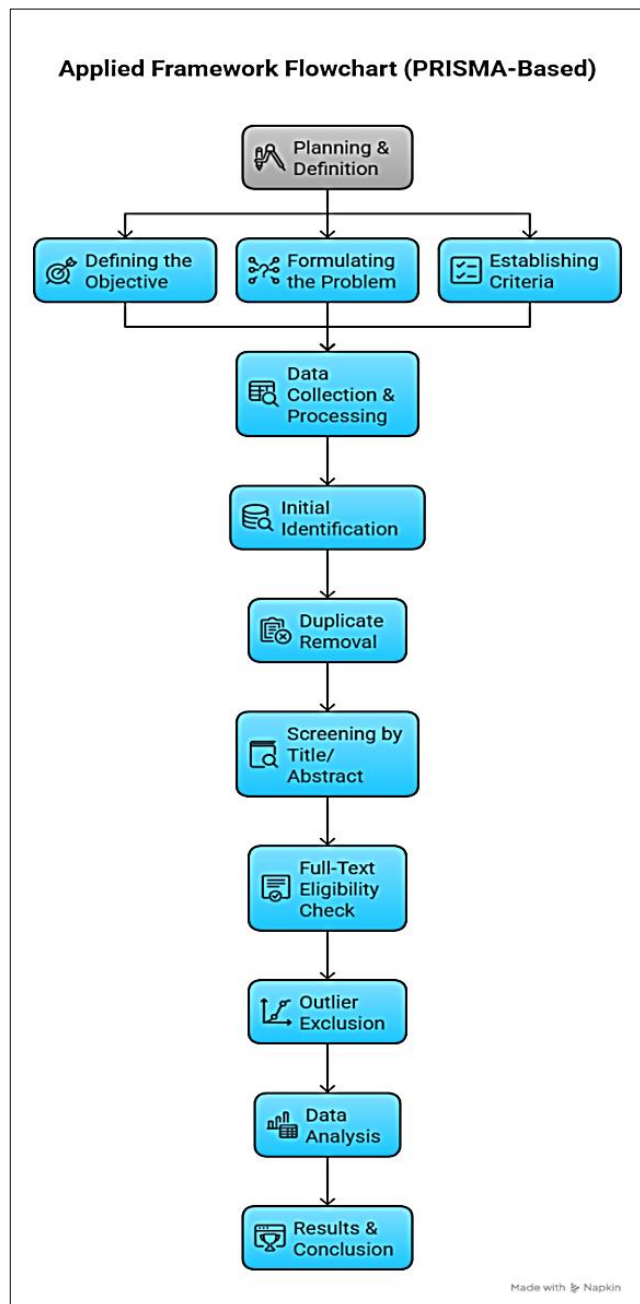 Applied Framework Flowchart (PRISMA-Based)
Planning &
Definition
Defining the
Objective
Formulating
the Problem
Establishing
Criteria
Data
Collection &
Processing
Initial
Identification
Duplicate
Removal
Screening by
Title/
Abstract
Full-Text
Eligibility
Check
Outlier
Exclusion
Data
Analysis
Results &
Conclusion
Made with Napkin